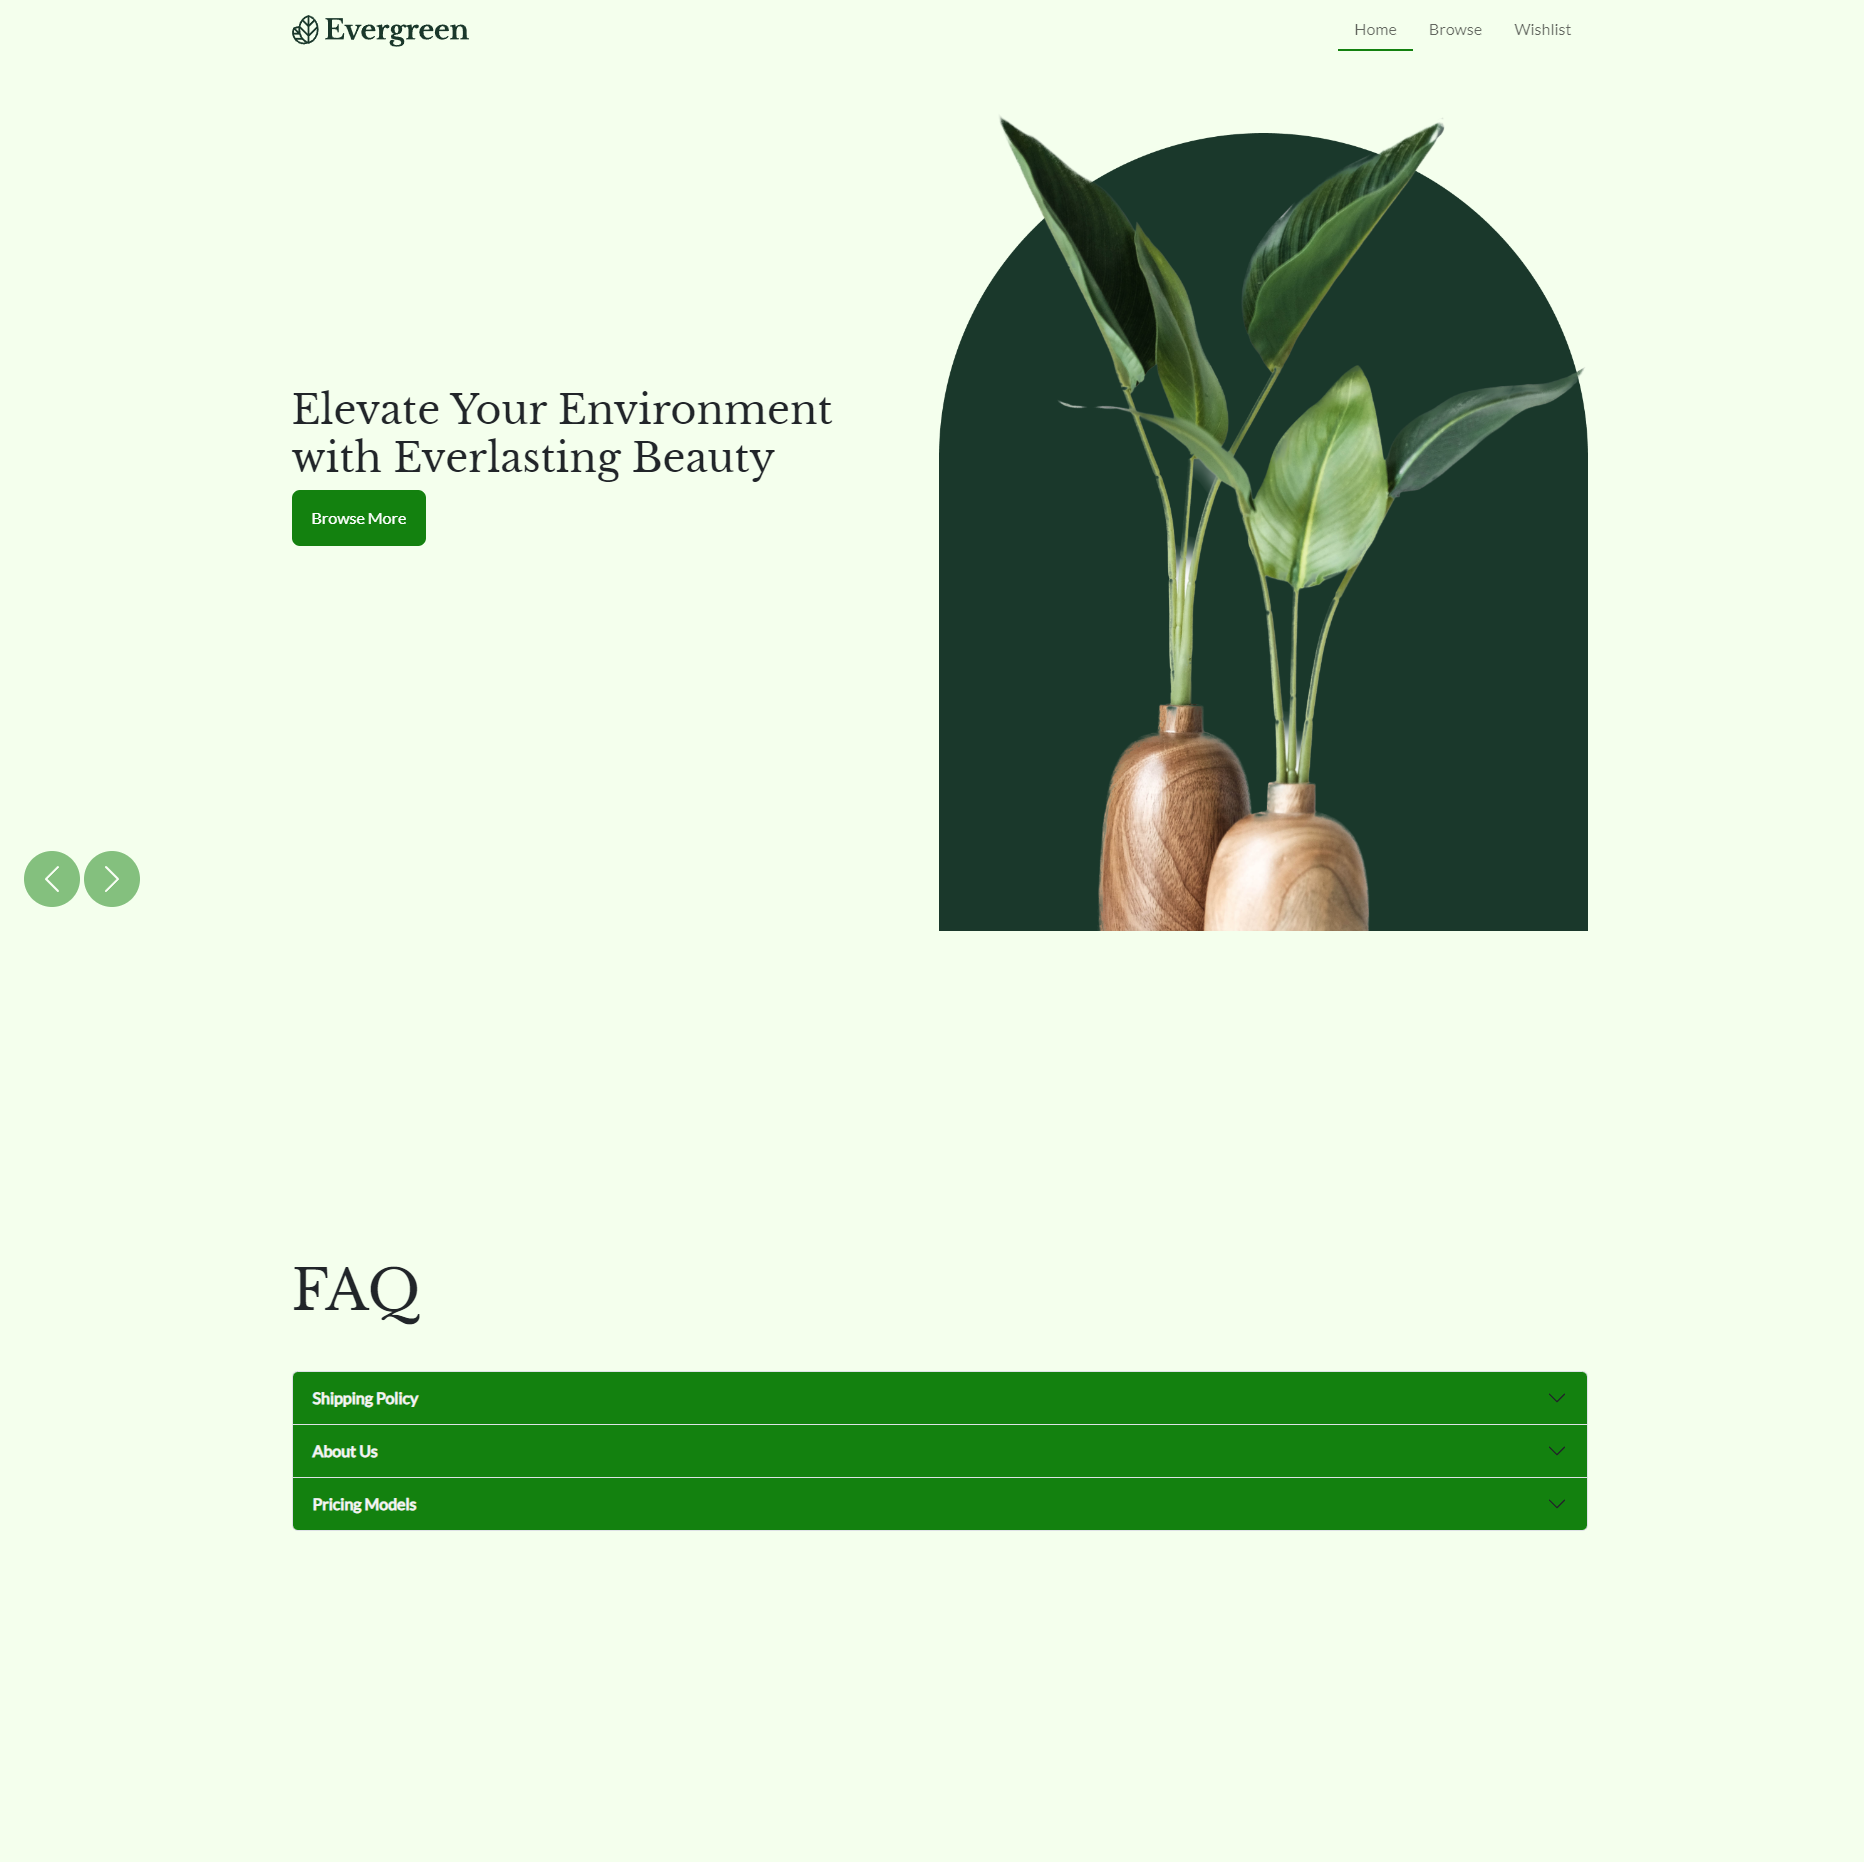 Evergreen
Home
Browse
Wishlist
Elevate Your Environment
with Everlasting Beauty
Browse More
FAQ
Shipping Policy
About Us
Pricing Models